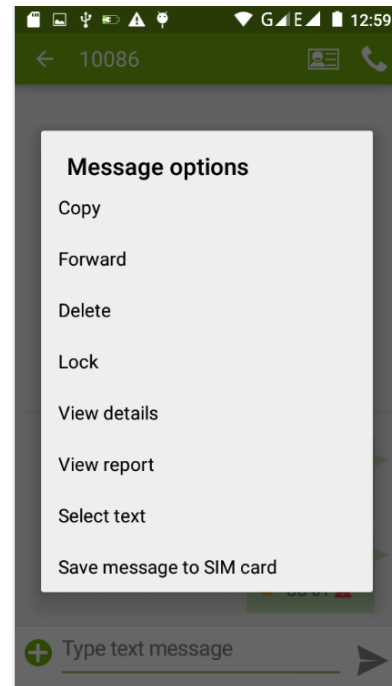 G E 12:59
10086
Message options
Copy
Forward
Delete
Lock
View details
View report
Select text
Save message to SIM card
Type text message